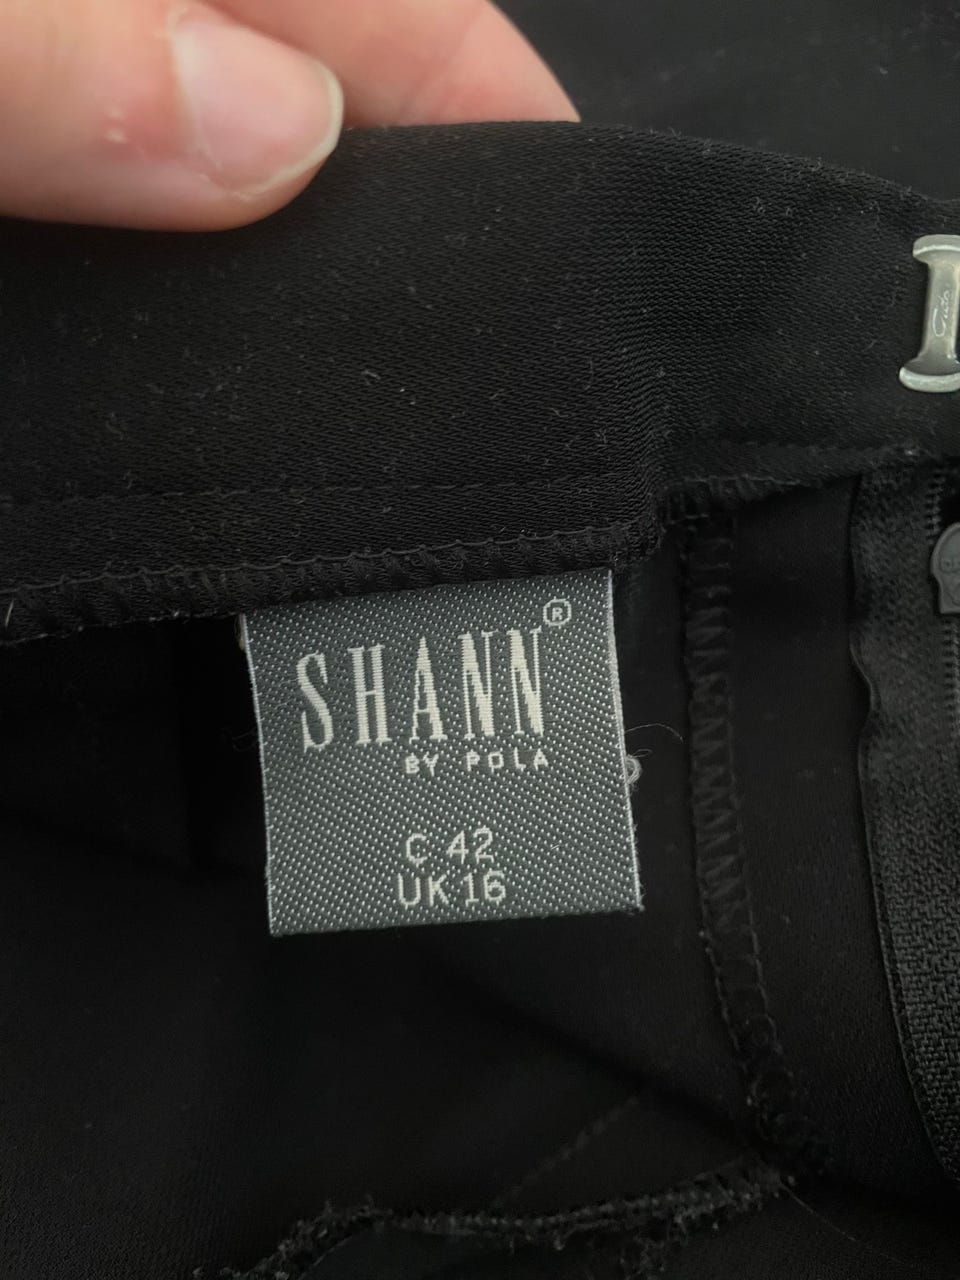 SHANN®
BY POLA
C 42
UK 16